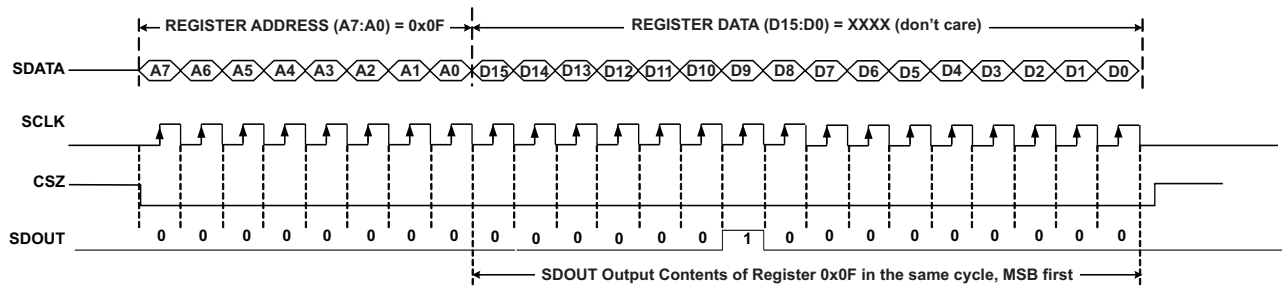 REGISTER ADDRESS (A7:A0) = 0x0F REGISTER DATA (D15:D0) = XXXX (don't care)
SDATA A7 A6 A5 A4 A3 A2 A1 A0 D15 D14 D13 D12 D11 D10 D9 D8 D7 D6 D5 D4 D3 D2 D1 D0
SCLK
CSZ
SDOUT 0 0 0 0 0 0 0 0 0 0 0 0 0 0 1 0 0 0 0 0 0 0 0 0
SDOUT Output Contents of Register 0x0F in the same cycle, MSB first